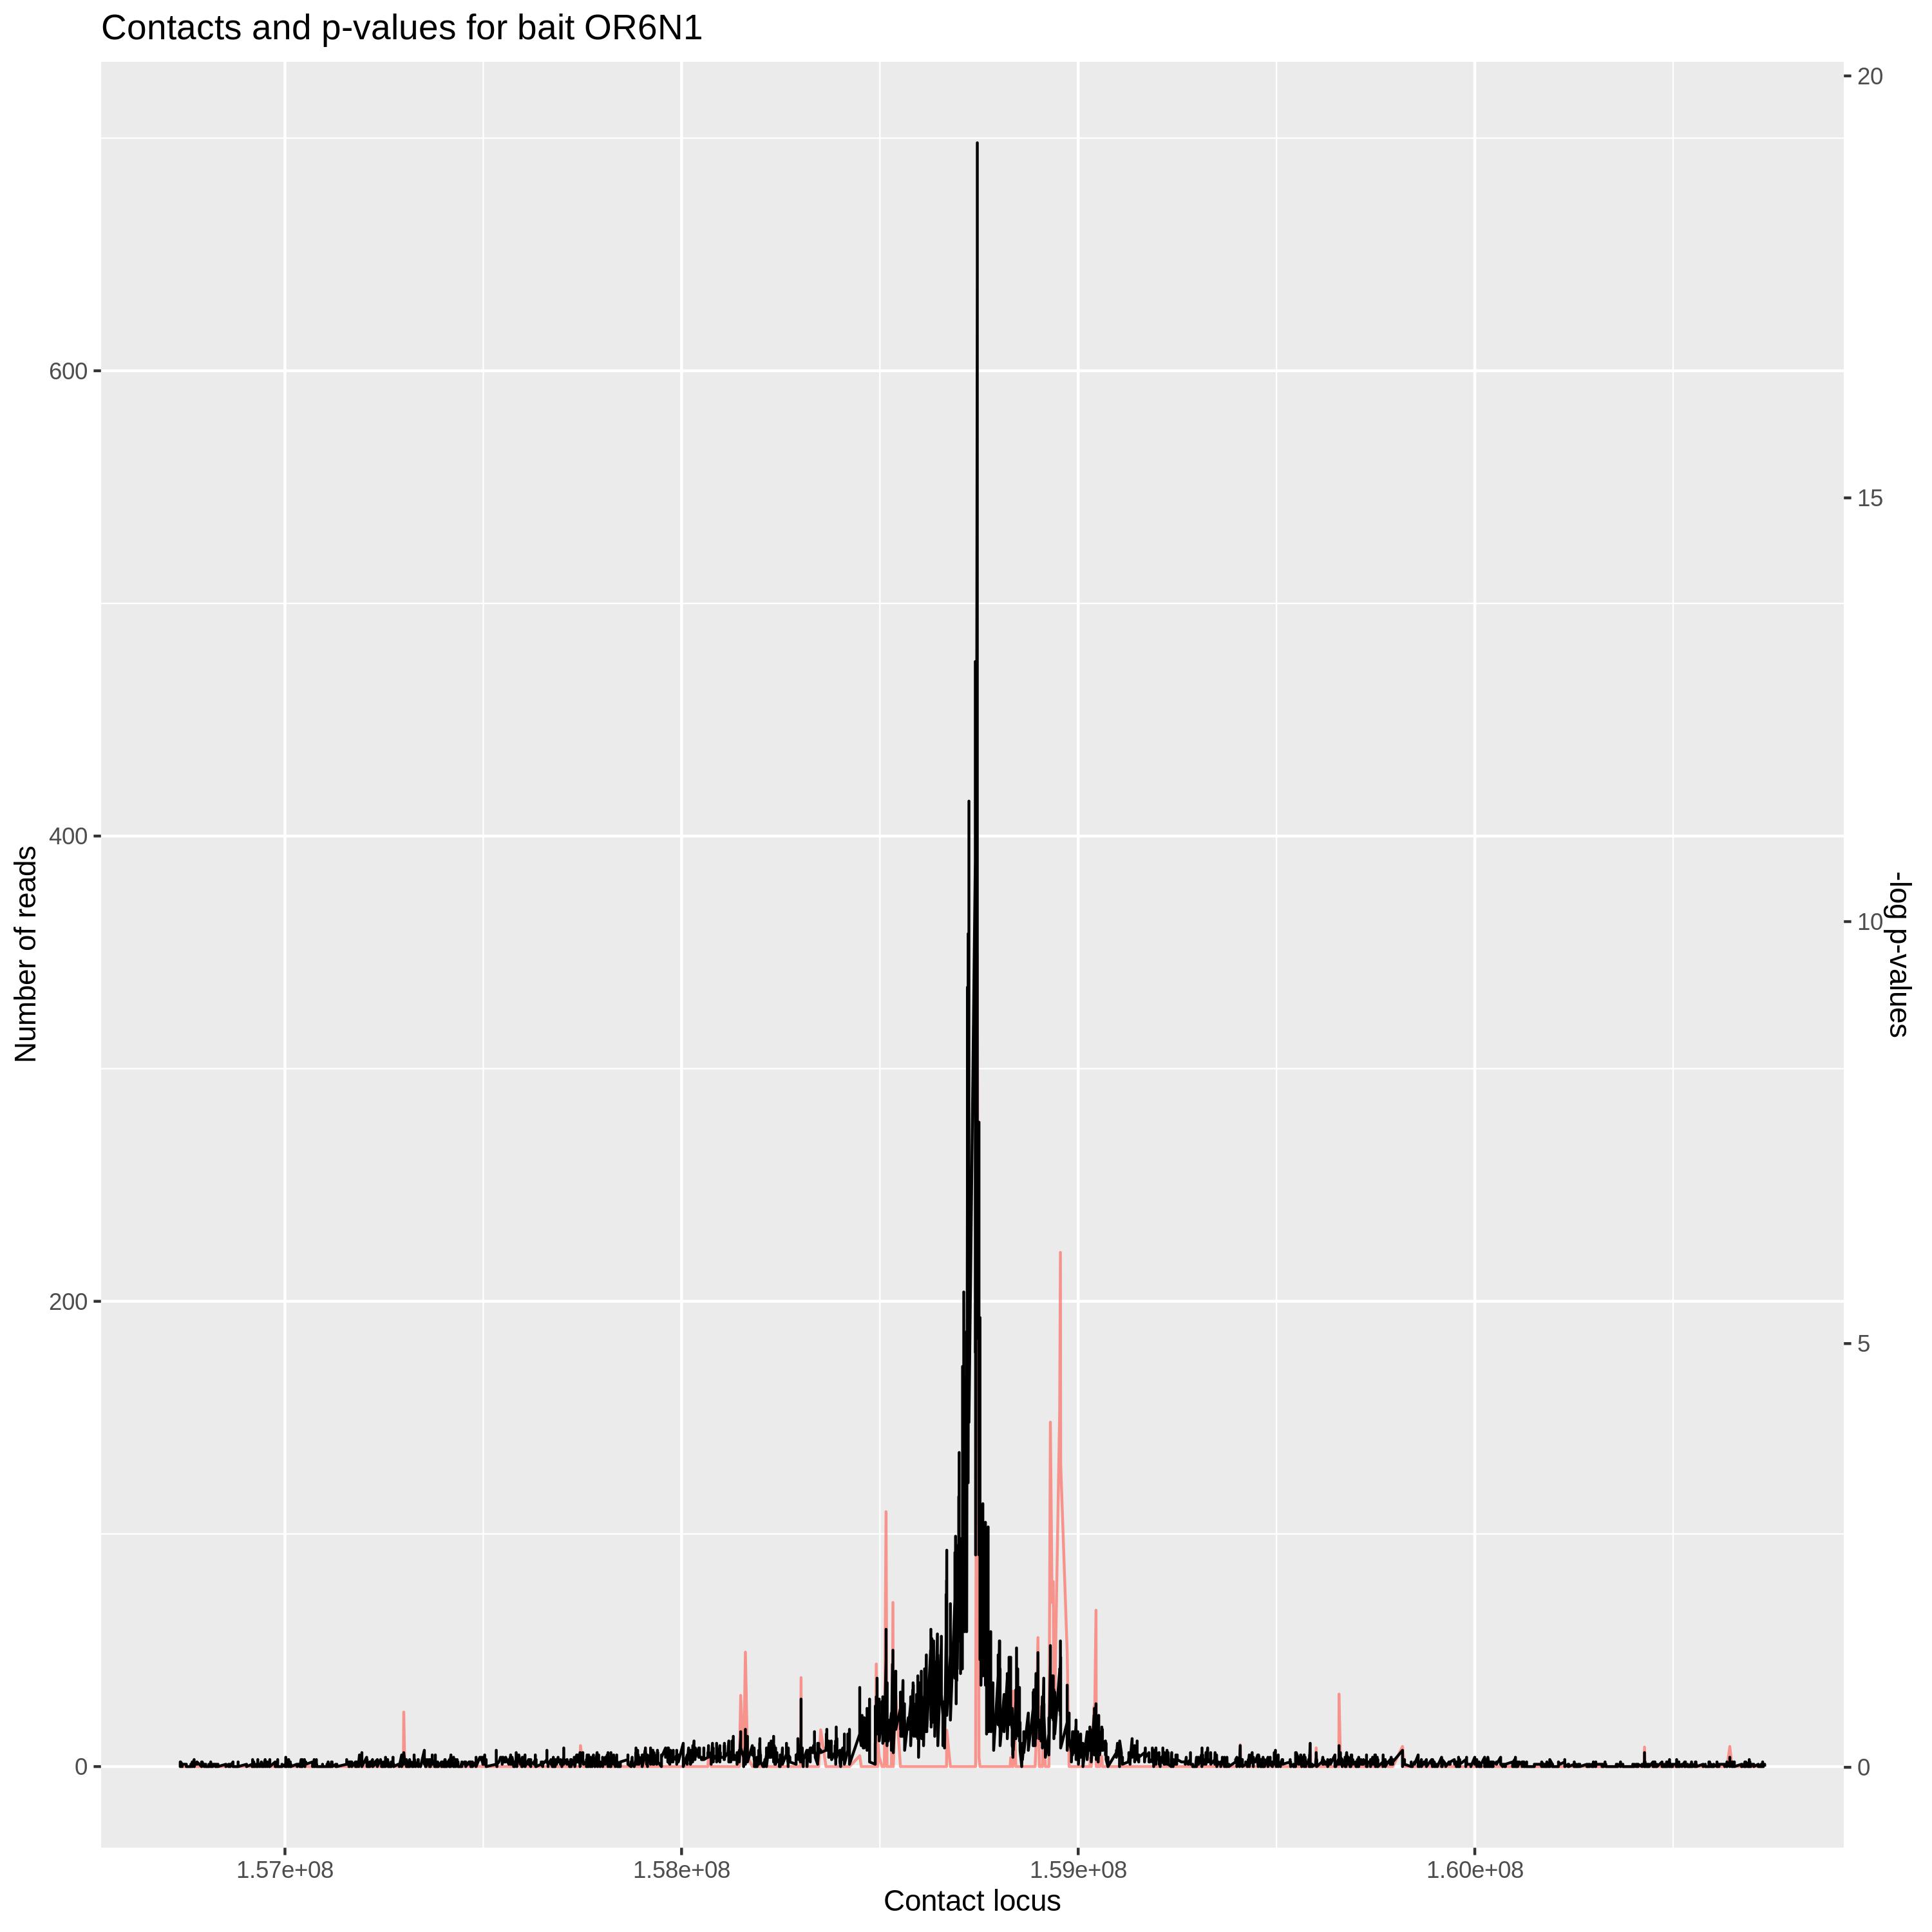 Contacts and p-values for bait OR6N1
20
15
10
5
0
-log p-values
600
400
200
0
Number of reads
1.57e+08 1.58e+08 1.59e+08 1.60e+08
Contact locus